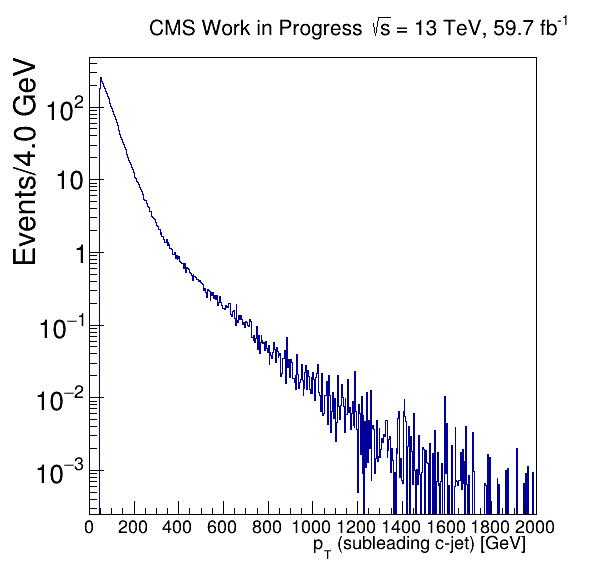 CMS Work in Progress √s = 13 TeV, 59.7 fb⁻¹
Events/4.0 GeV
10²
10
1
10⁻¹
10⁻²
10⁻³
0 200 400 600 800 1000 1200 1400 1600 1800 2000
p_T (subleading c-jet) [GeV]